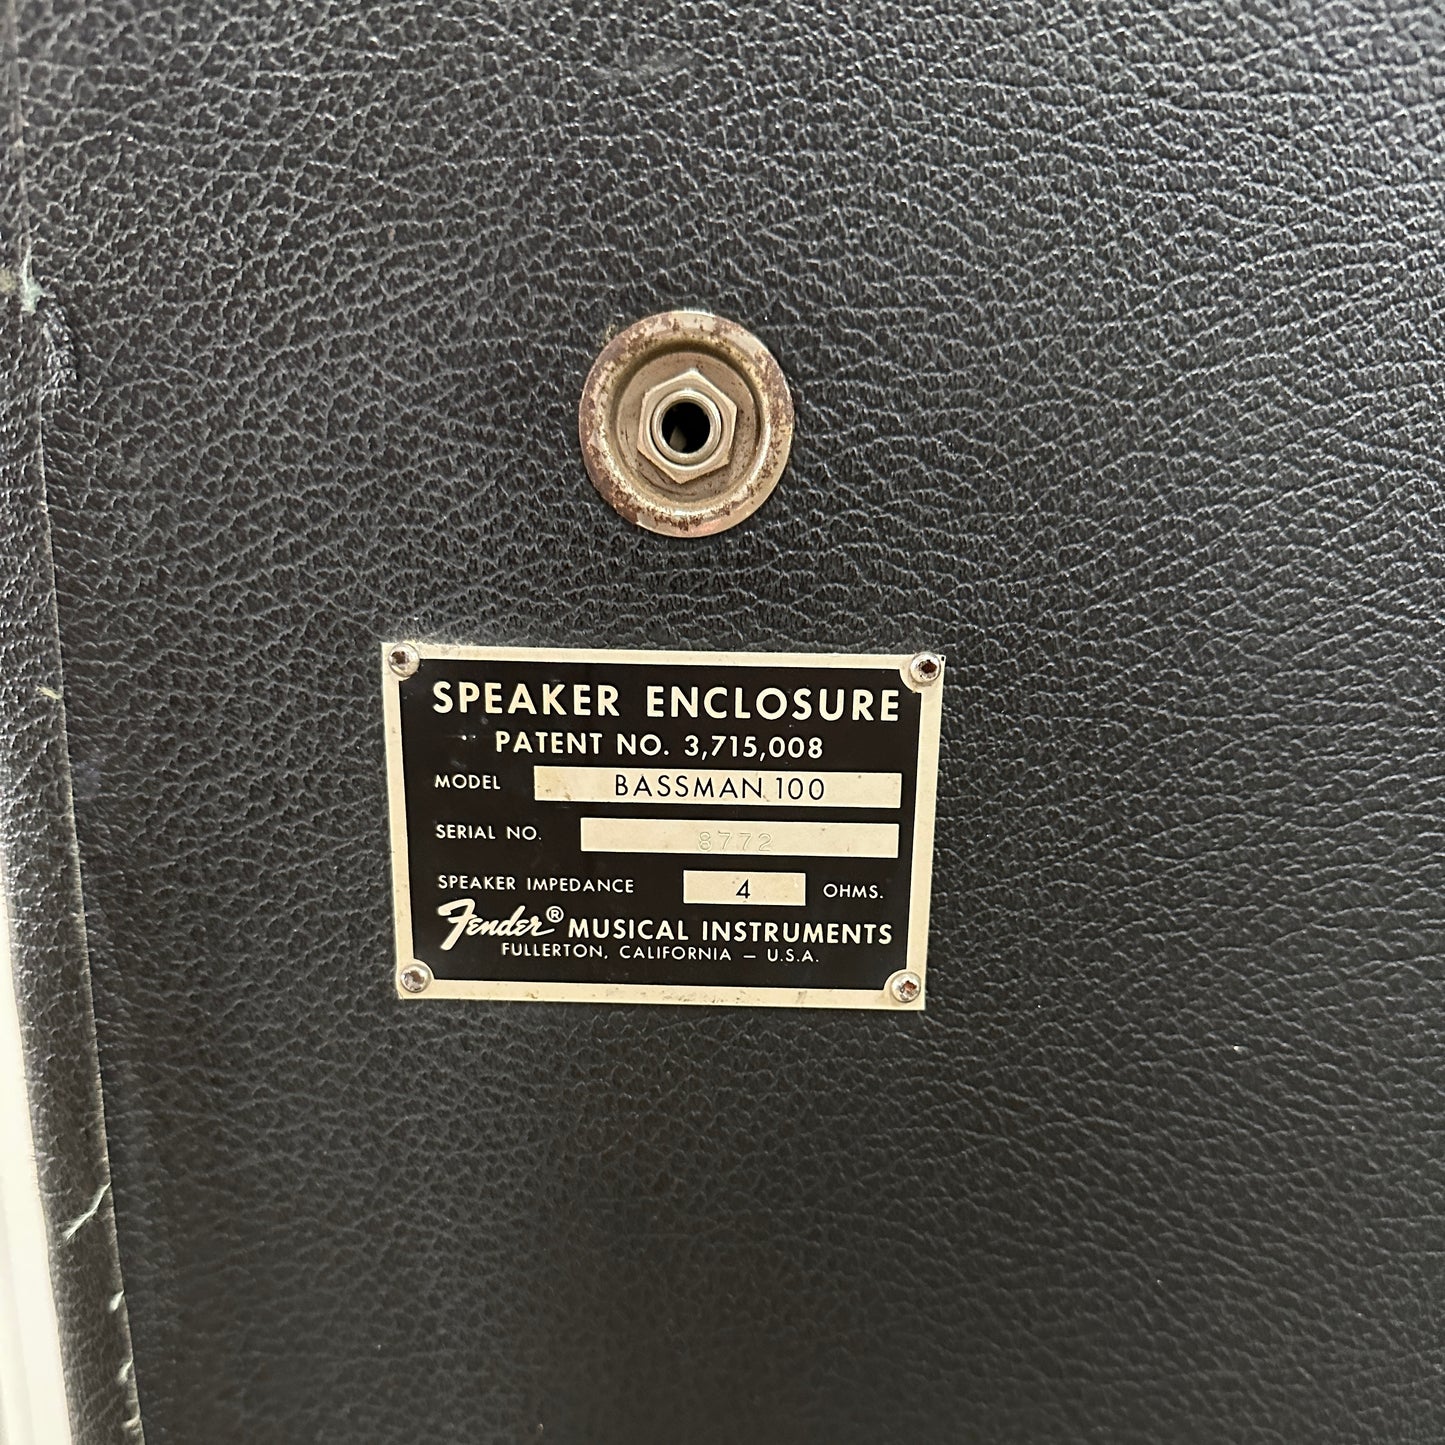 SPEAKER ENCLOSURE
PATENT NO. 3,715,008
MODEL BASSMAN 100
SERIAL NO. 8772
SPEAKER IMPEDANCE 4 OHMS.
Fender® MUSICAL INSTRUMENTS
FULLERTON, CALIFORNIA — U.S.A.